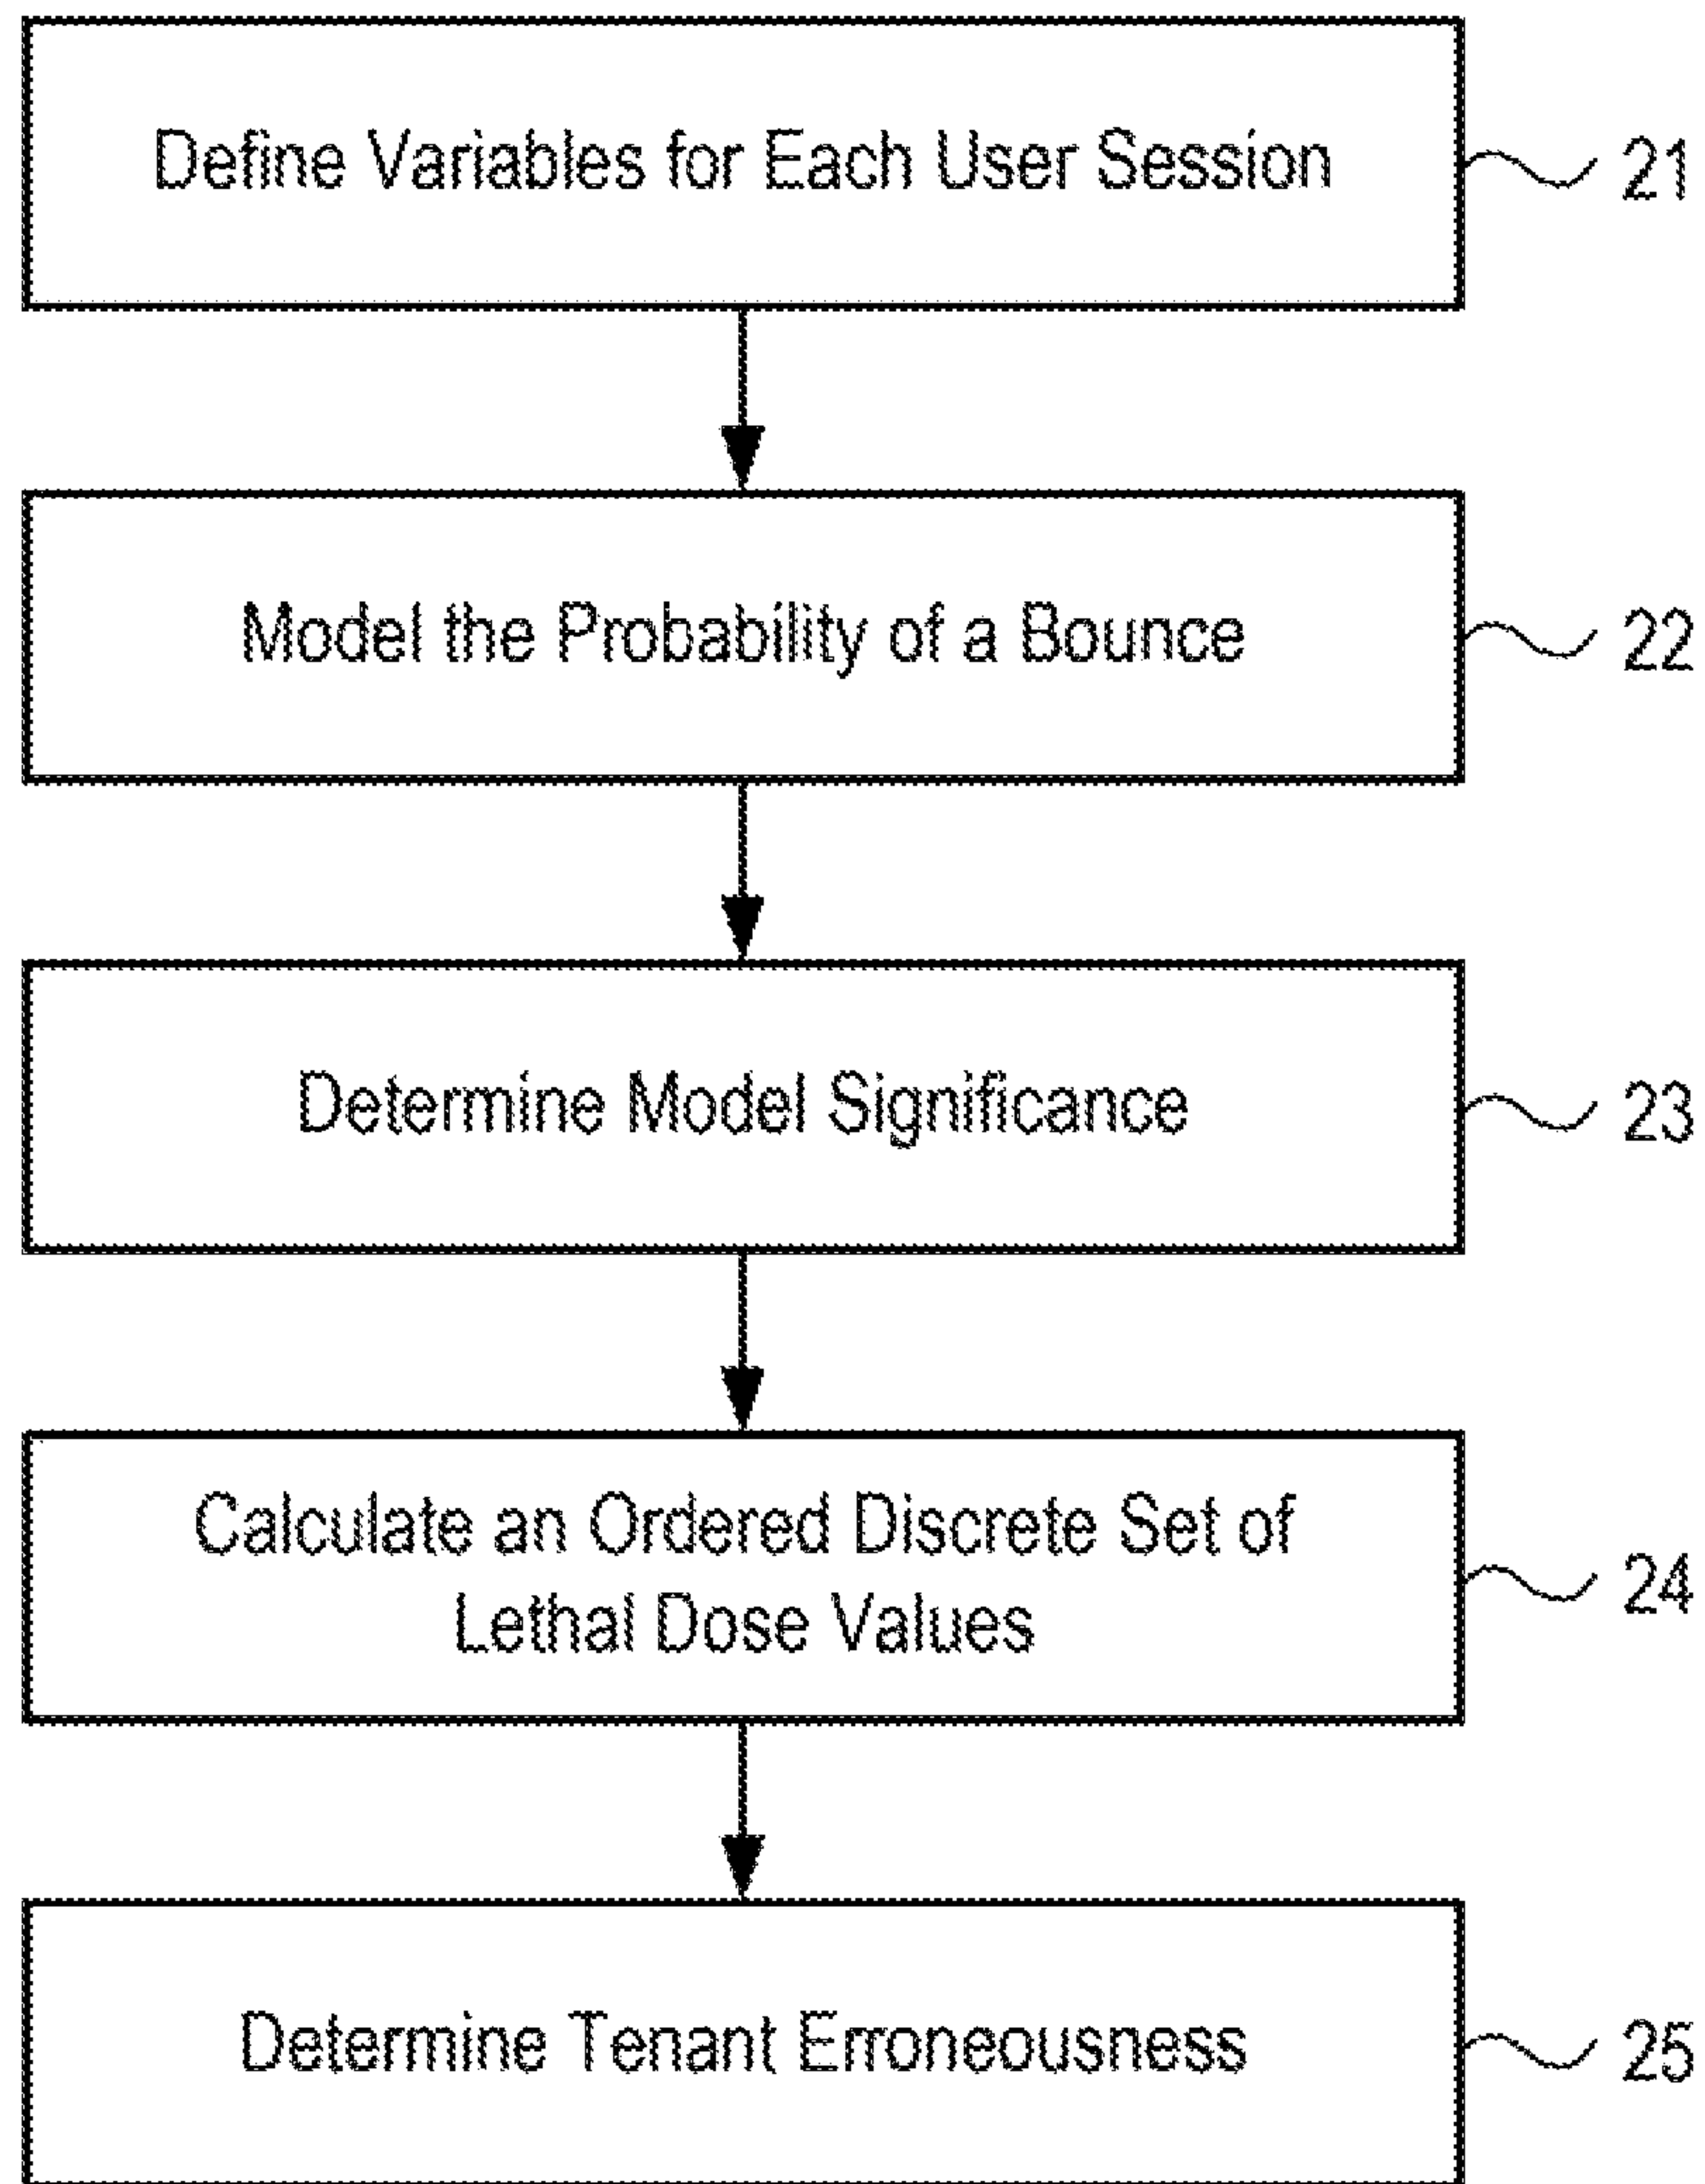 Define Variables for Each User Session
21
Model the Probability of a Bounce
22
Determine Model Significance
23
Calculate an Ordered Discrete Set of
Lethal Dose Values
24
Determine Tenant Erroneousness
25